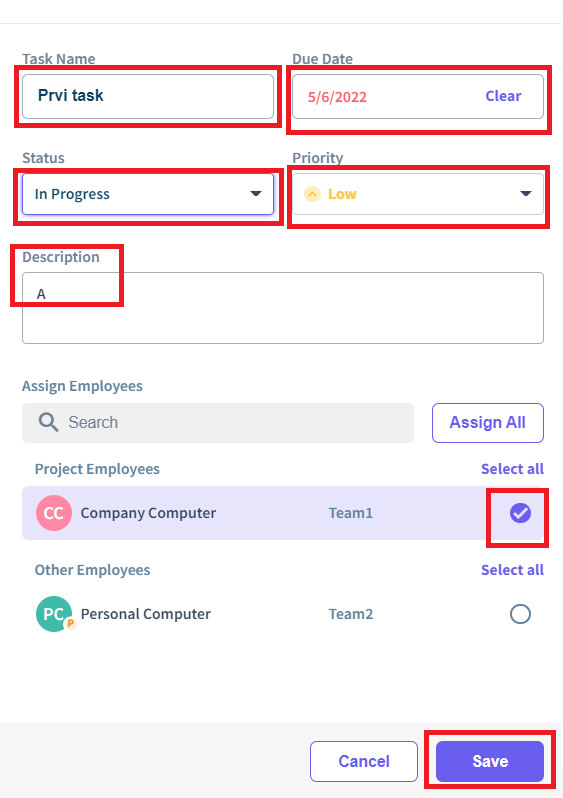 Task Name
Due Date
Prvi task
5/6/2022
Clear
Status
Priority
In Progress
Low
Description
A
Assign Employees
Search
Assign All
Project Employees
Select all
CC
Company Computer
Team1
Other Employees
Select all
PC
P
Personal Computer
Team2
Cancel
Save